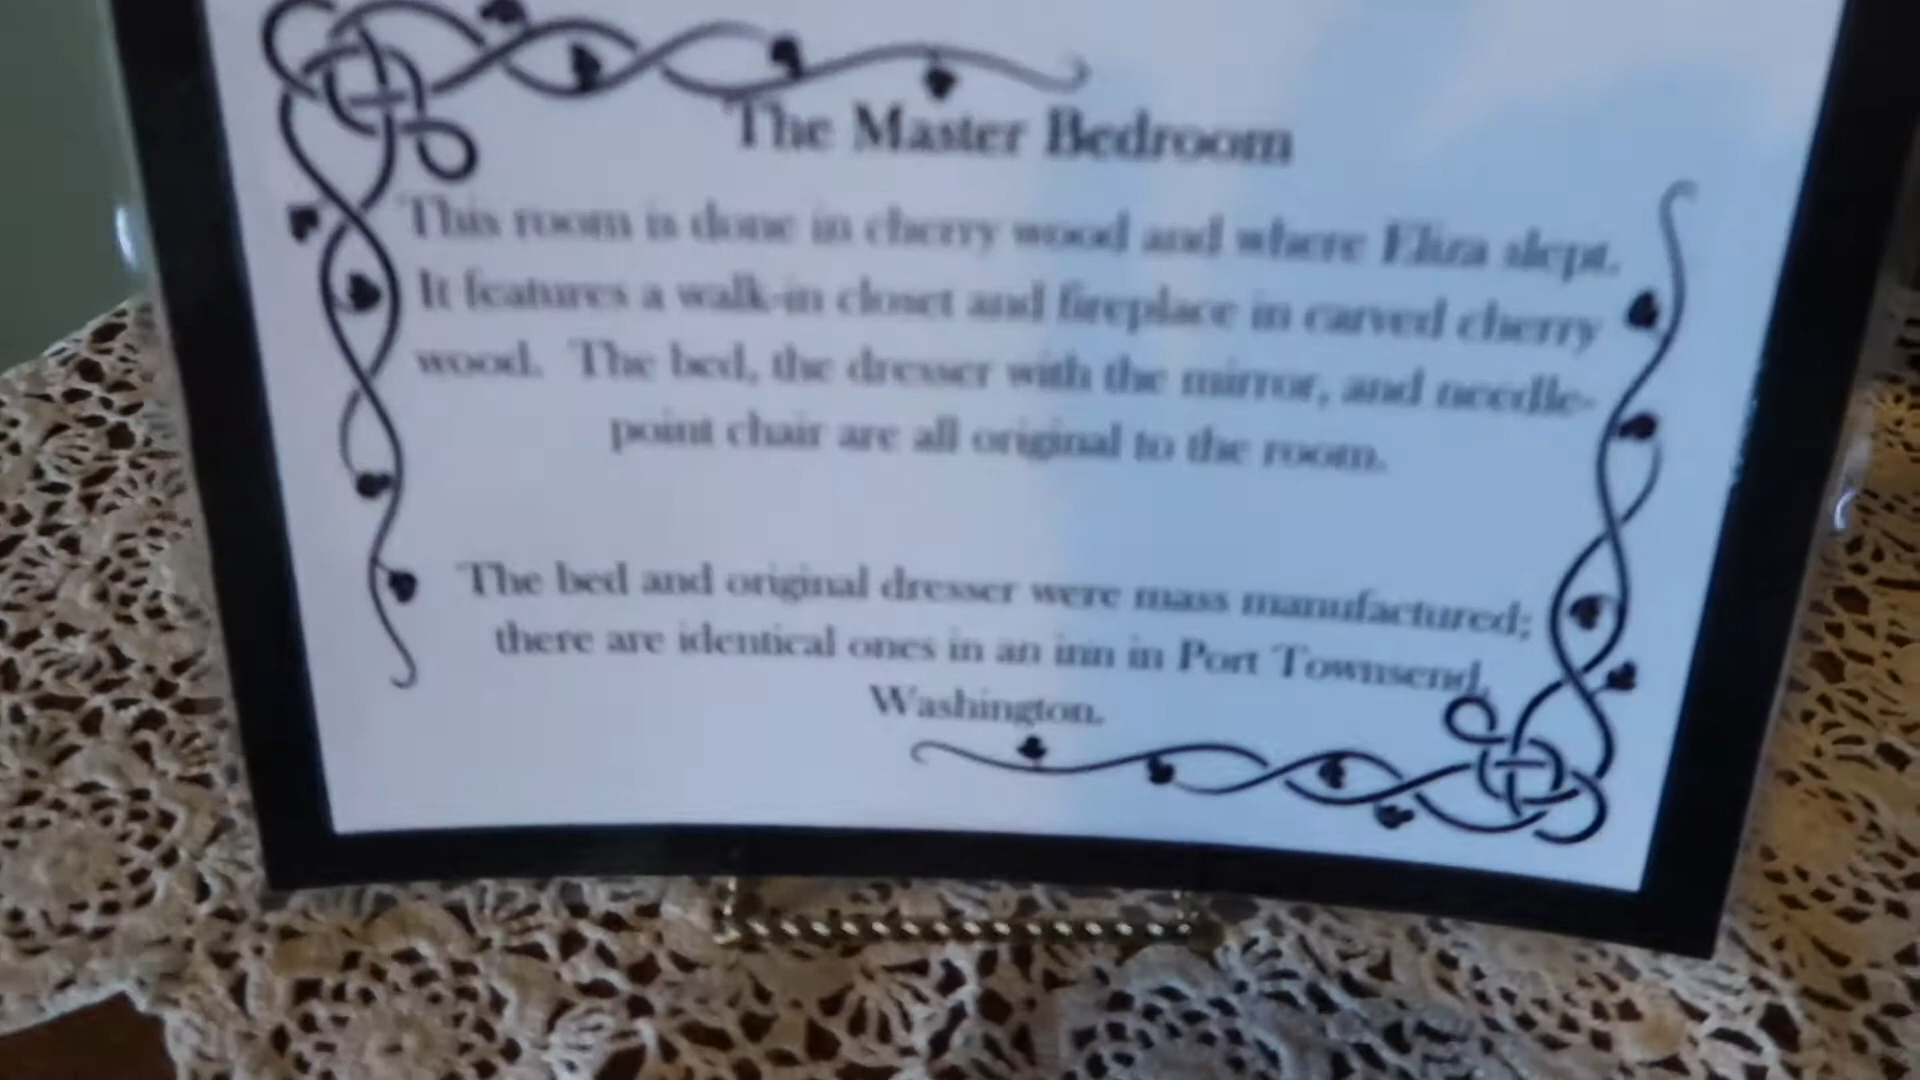 The Master Bedroom
This room is done in cherry wood and where Eliza slept.
It features a walk-in closet and fireplace in carved cherry
wood. The bed, the dresser with the mirror, and needle-
point chair are all original to the room.
The bed and original dresser were mass manufactured;
there are identical ones in an inn in Port Townsend,
Washington.